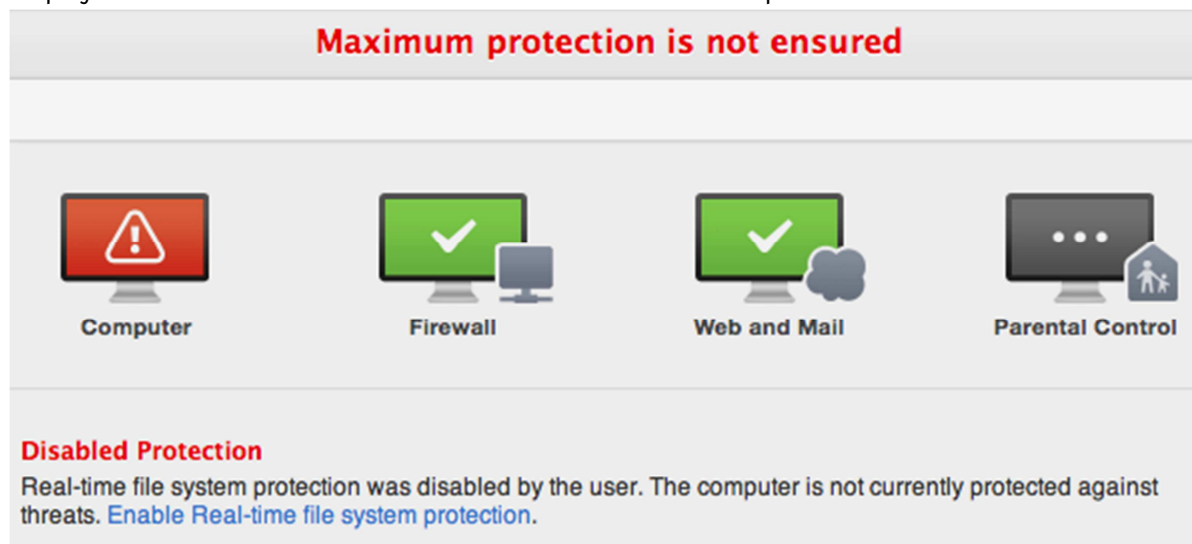 Maximum protection is not ensured
Computer
Firewall
Web and Mail
Parental Control
Disabled Protection
Real-time file system protection was disabled by the user. The computer is not currently protected against
threats. Enable Real-time file system protection.